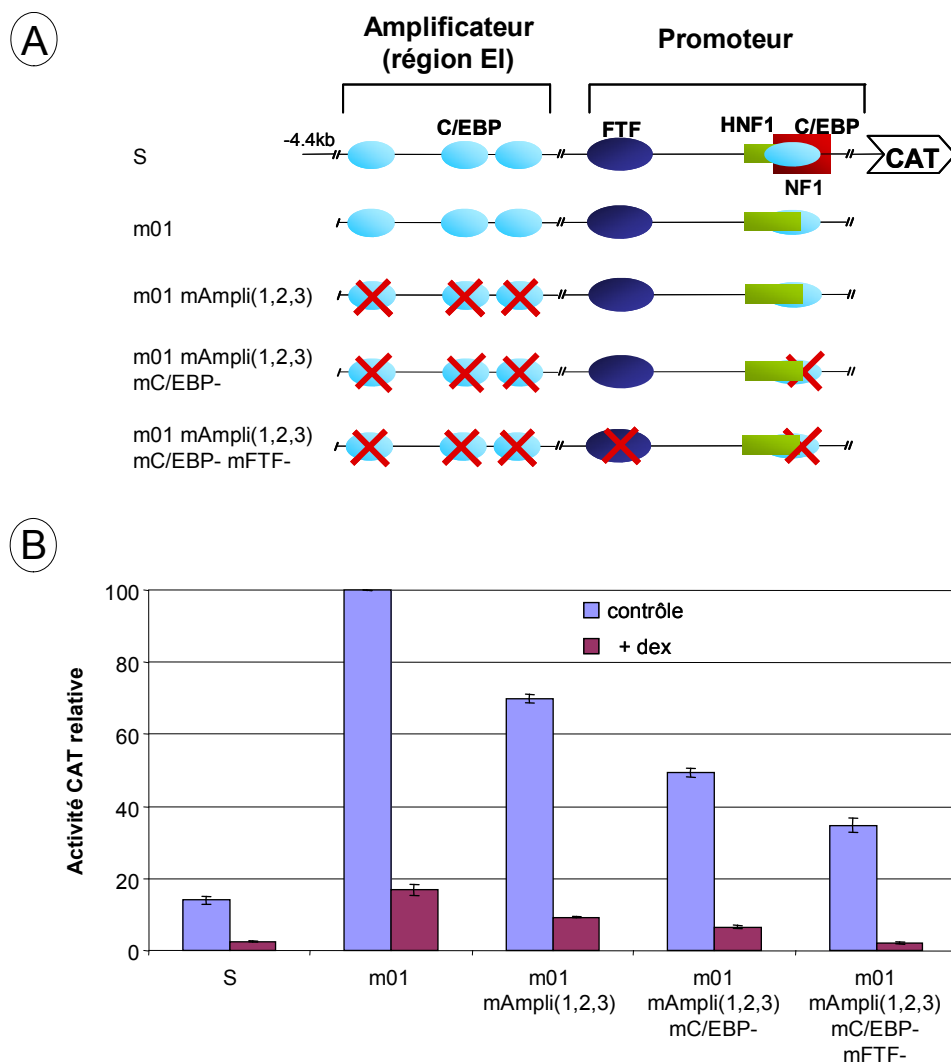 A
Amplificateur
(région EI)
Promoteur
-4.4kb
C/EBP
FTF
HNF1
C/EBP
S
CAT
NF1
m01
m01 mAmpli(1,2,3)
m01 mAmpli(1,2,3)
mC/EBP-
m01 mAmpli(1,2,3)
mC/EBP- mFTF-
B
Activité CAT relative
100
80
60
40
20
0
contrôle
+ dex
S
m01
m01
mAmpli(1,2,3)
m01
mAmpli(1,2,3)
mC/EBP-
m01
mAmpli(1,2,3)
mC/EBP-
mFTF-